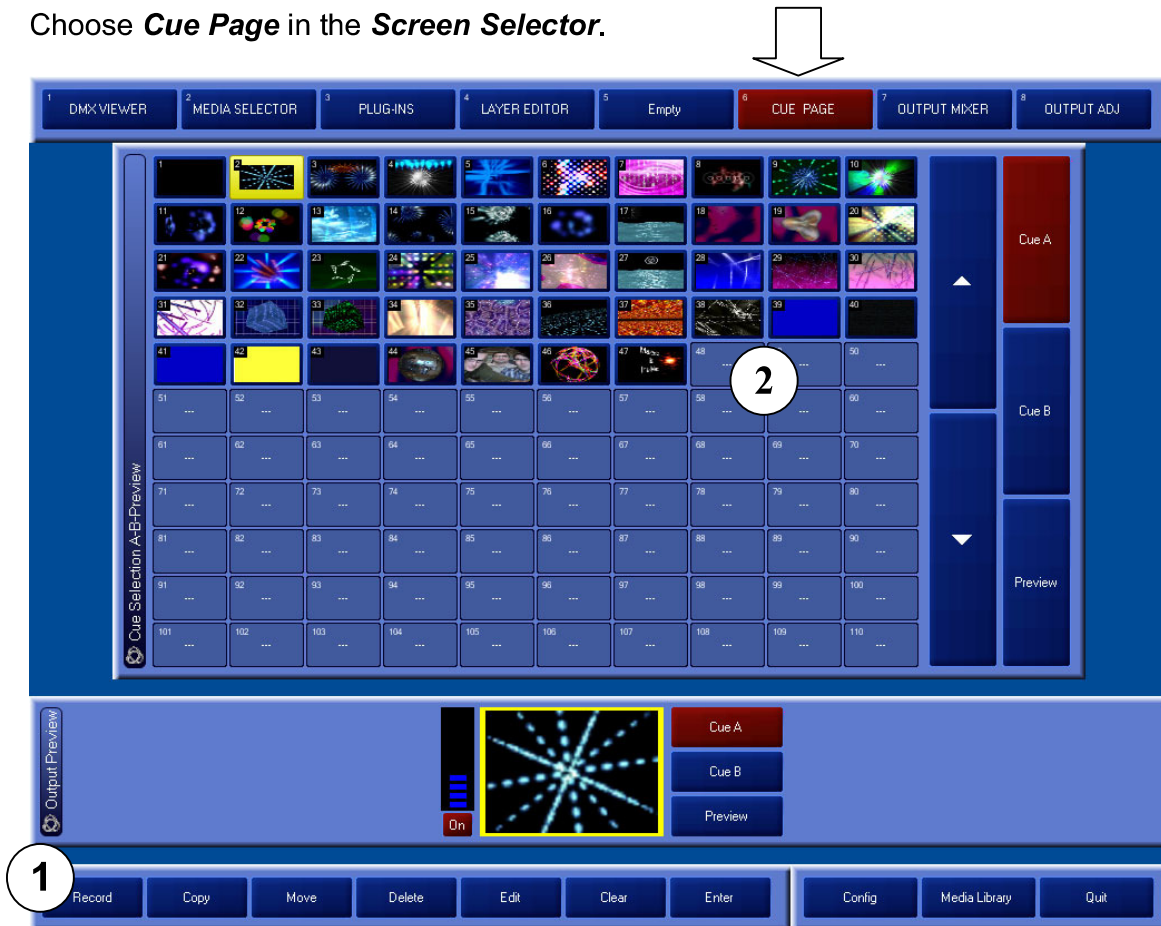 Choose Cue Page in the Screen Selector.
1 DMX VIEWER 2 MEDIA SELECTOR 3 PLUG-INS 4 LAYER EDITOR 5 Empty 6 CUE PAGE 7 OUTPUT MIXER 8 OUTPUT ADJ
Cue Selection A-B-Preview
1 2 3 4 5 6 7 8 9 10
11 12 13 14 15 16 17 18 19 20
21 22 23 24 25 26 27 28 29 30
31 32 33 34 35 36 37 38 39 40
41 42 43 44 45 46 47 48 50
--- --- ---
2
51 52 53 54 55 56 57 58 60
--- --- --- --- --- --- --- --- --- ---
61 62 63 64 65 66 67 68 69 70
--- --- --- --- --- --- --- --- --- ---
71 72 73 74 75 76 77 78 79 80
--- --- --- --- --- --- --- --- --- ---
81 82 83 84 85 86 87 88 89 90
--- --- --- --- --- --- --- --- --- ---
91 92 93 94 95 96 97 98 99 100
--- --- --- --- --- --- --- --- --- ---
101 102 103 104 105 106 107 108 109 110
--- --- --- --- --- --- --- --- --- ---
Cue A
Cue B
Preview
Output Preview
On
Cue A
Cue B
Preview
1
Record Copy Move Delete Edit Clear Enter Config Media Library Quit